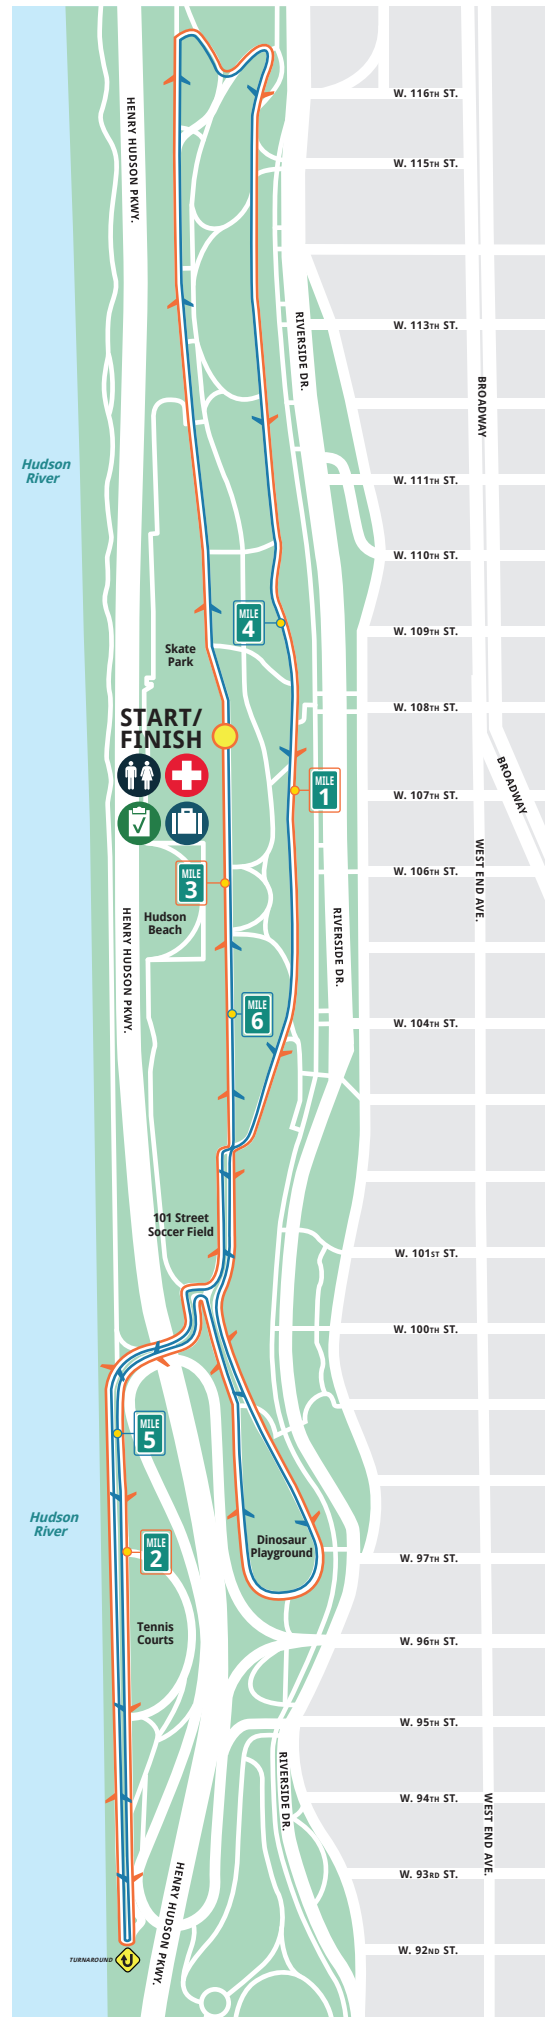 W. 116TH ST.
HENRY HUDSON PKWY.
W. 115TH ST.
RIVERSIDE DR.
W. 113TH ST.
BROADWAY
Hudson
River
W. 111TH ST.
W. 110TH ST.
MILE
4
W. 109TH ST.
Skate
Park
W. 108TH ST.
START/
FINISH
BROADWAY
MILE
1
W. 107TH ST.
MILE
3
W. 106TH ST.
WEST END AVE.
Hudson
Beach
HENRY HUDSON PKWY.
RIVERSIDE DR.
MILE
6
W. 104TH ST.
101 Street
Soccer Field
W. 101ST ST.
W. 100TH ST.
MILE
5
Hudson
River
MILE
2
Dinosaur
Playground
W. 97TH ST.
Tennis
Courts
W. 96TH ST.
W. 95TH ST.
RIVERSIDE DR.
W. 94TH ST.
WEST END AVE.
W. 93RD ST.
HENRY HUDSON PKWY.
W. 92ND ST.
TURNAROUND